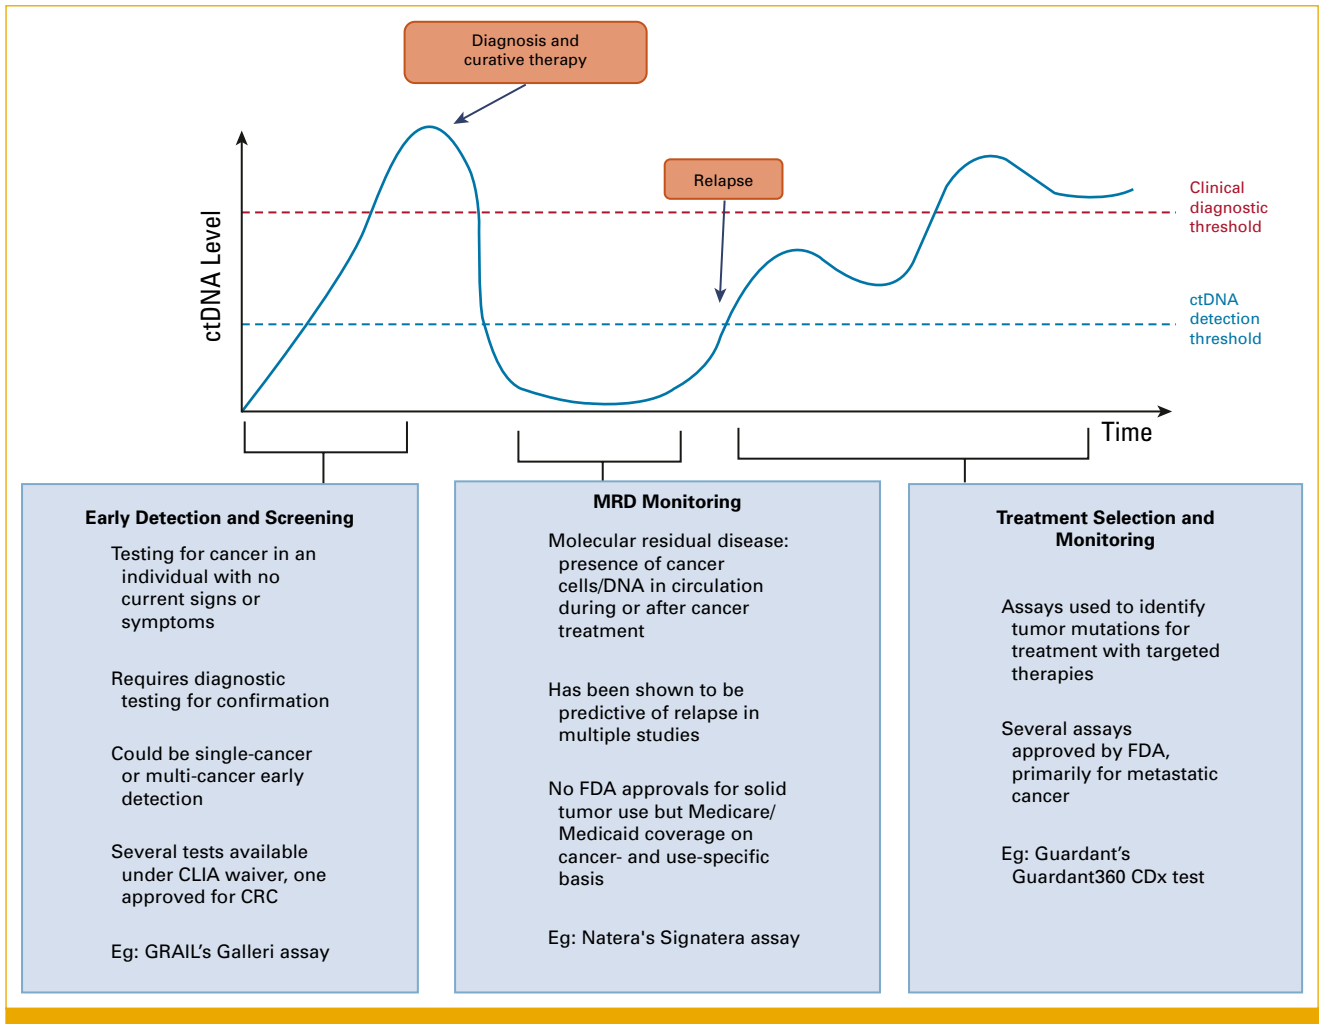 Diagnosis and
curative therapy
Relapse
Clinical
diagnostic
threshold
ctDNA
detection
threshold
ctDNA Level
Time
Early Detection and Screening
Testing for cancer in an
individual with no
current signs or
symptoms
Requires diagnostic
testing for confirmation
Could be single-cancer
or multi-cancer early
detection
Several tests available
under CLIA waiver, one
approved for CRC
Eg: GRAIL’s Galleri assay
MRD Monitoring
Molecular residual disease:
presence of cancer
cells/DNA in circulation
during or after cancer
treatment
Has been shown to be
predictive of relapse in
multiple studies
No FDA approvals for solid
tumor use but Medicare/
Medicaid coverage on
cancer- and use-specific
basis
Eg: Natera's Signatera assay
Treatment Selection and
Monitoring
Assays used to identify
tumor mutations for
treatment with targeted
therapies
Several assays
approved by FDA,
primarily for metastatic
cancer
Eg: Guardant’s
Guardant360 CDx test